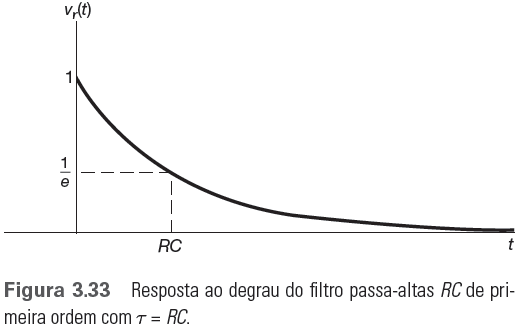 vr(t)
1
1
e
RC
t
Figura 3.33 Resposta ao degrau do filtro passa-altas RC de pri-
meira ordem com τ = RC.